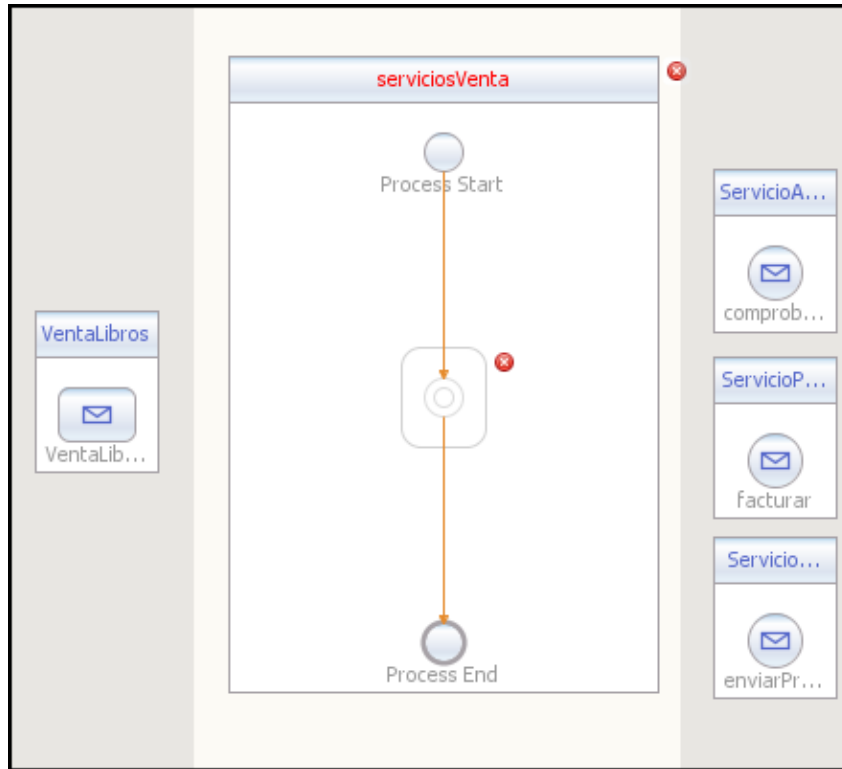 serviciosVenta
Process Start
VentaLibros
VentaLib...
ServicioA...
comprob...
ServicioP...
facturar
Servicio...
enviarPr...
Process End